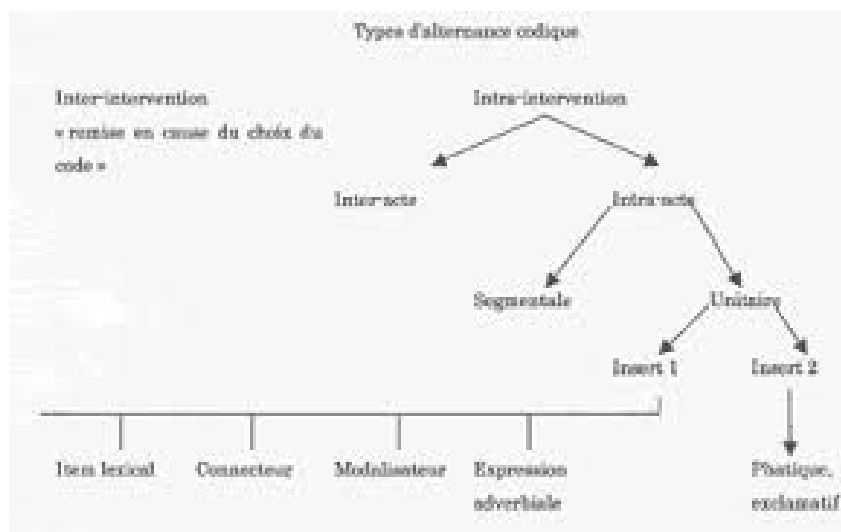 Types d'alternance codique
Inter-intervention
Intra-intervention
« remise en cause du choix du
code »
Inter-acte
Intra-acte
Segmentale
Unitaire
Insert 1
Insert 2
Item lexical
Connecteur
Modalisateur
Expression
adverbiale
Phatique,
exclamatif